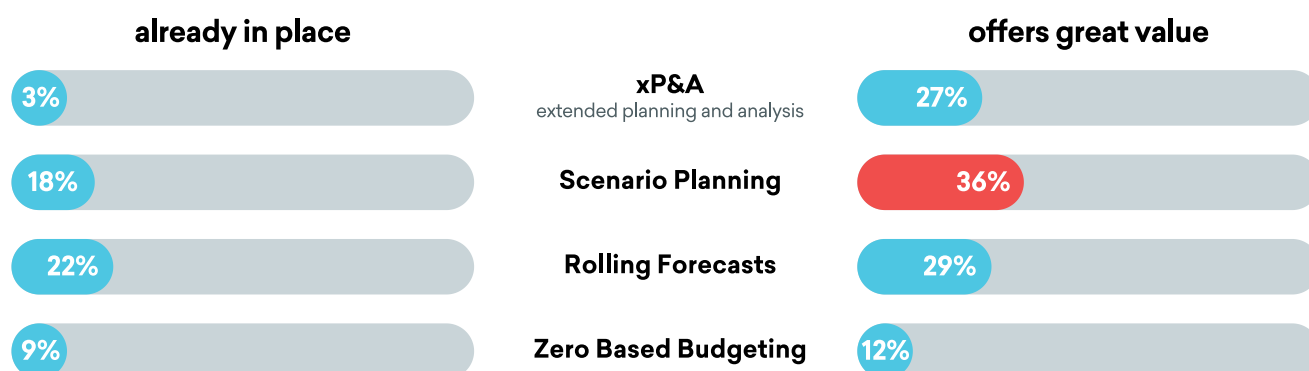 already in place
offers great value
3%
xP&A
extended planning and analysis
27%
18%
Scenario Planning
36%
22%
Rolling Forecasts
29%
9%
Zero Based Budgeting
12%